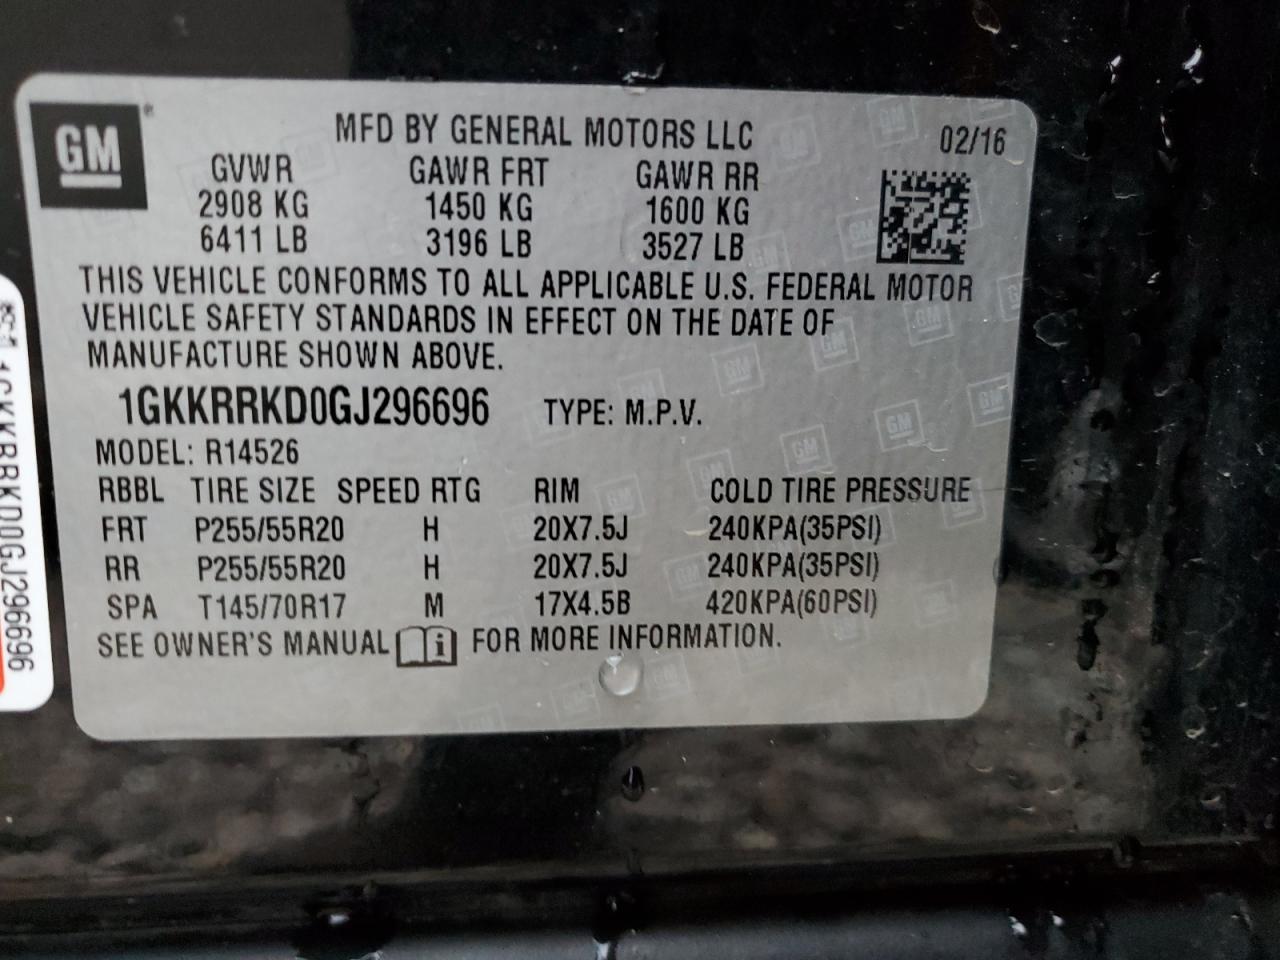 GM ®
MFD BY GENERAL MOTORS LLC 02/16
GVWR GAWR FRT GAWR RR
2908 KG 1450 KG 1600 KG
6411 LB 3196 LB 3527 LB
THIS VEHICLE CONFORMS TO ALL APPLICABLE U.S. FEDERAL MOTOR
VEHICLE SAFETY STANDARDS IN EFFECT ON THE DATE OF
MANUFACTURE SHOWN ABOVE.
1GKKRRKD0GJ296696 TYPE: M.P.V.
MODEL: R14526
RBBL TIRE SIZE SPEED RTG RIM COLD TIRE PRESSURE
FRT P255/55R20 H 20X7.5J 240KPA(35PSI)
RR P255/55R20 H 20X7.5J 240KPA(35PSI)
SPA T145/70R17 M 17X4.5B 420KPA(60PSI)
SEE OWNER'S MANUAL i FOR MORE INFORMATION.
1GKKRRKD0GJ296696